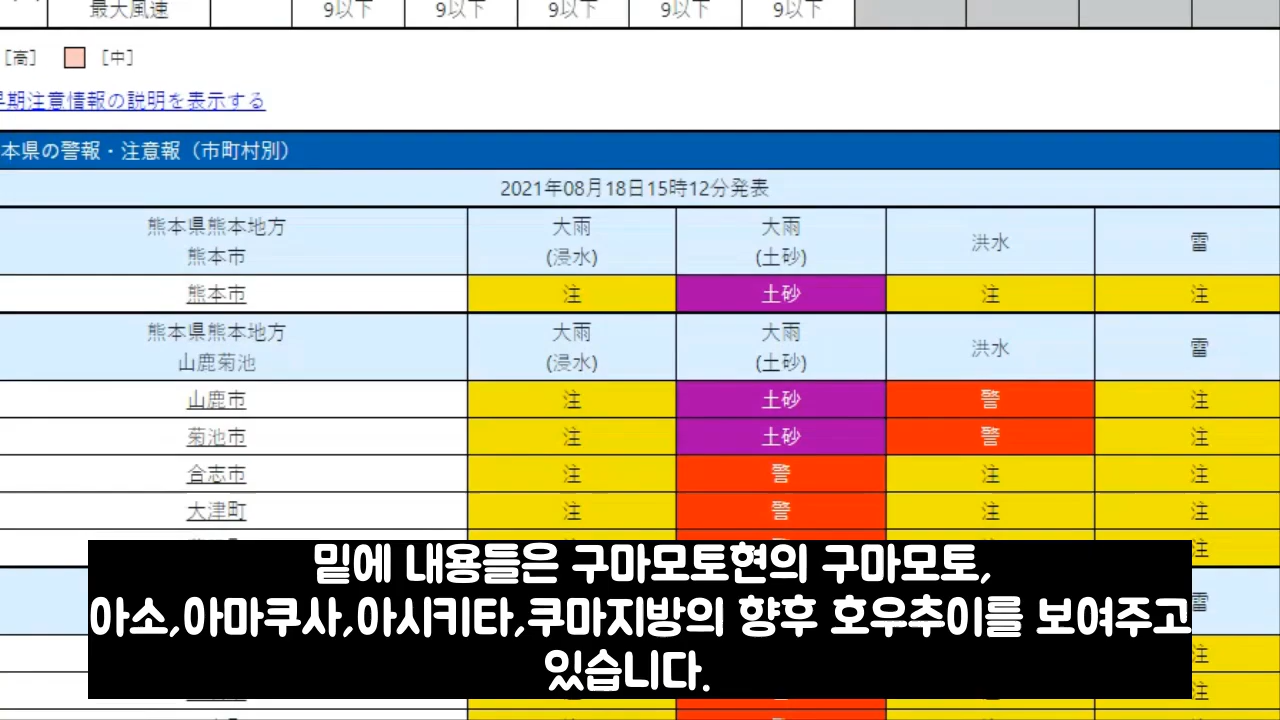 最大風速 9以下 9以下 9以下 9以下 9以下
[高] [中]
早期注意情報の説明を表示する
本県の警報・注意報（市町村別）
2021年08月18日15時12分発表
熊本県熊本地方 大雨 大雨 洪水 雷
熊本市 (浸水) (土砂)
熊本市 注 土砂 注 注
熊本県熊本地方 大雨 大雨 洪水 雷
山鹿菊池 (浸水) (土砂)
山鹿市 注 土砂 警 注
菊池市 注 土砂 警 注
合志市 注 警 注 注
大津町 注 警 注 注
注
밑에 내용들은 구마모토현의 구마모토,
아소,아마쿠사,아시키타,쿠마지방의 향후 호우추이를 보여주고
있습니다.
雷
注
注